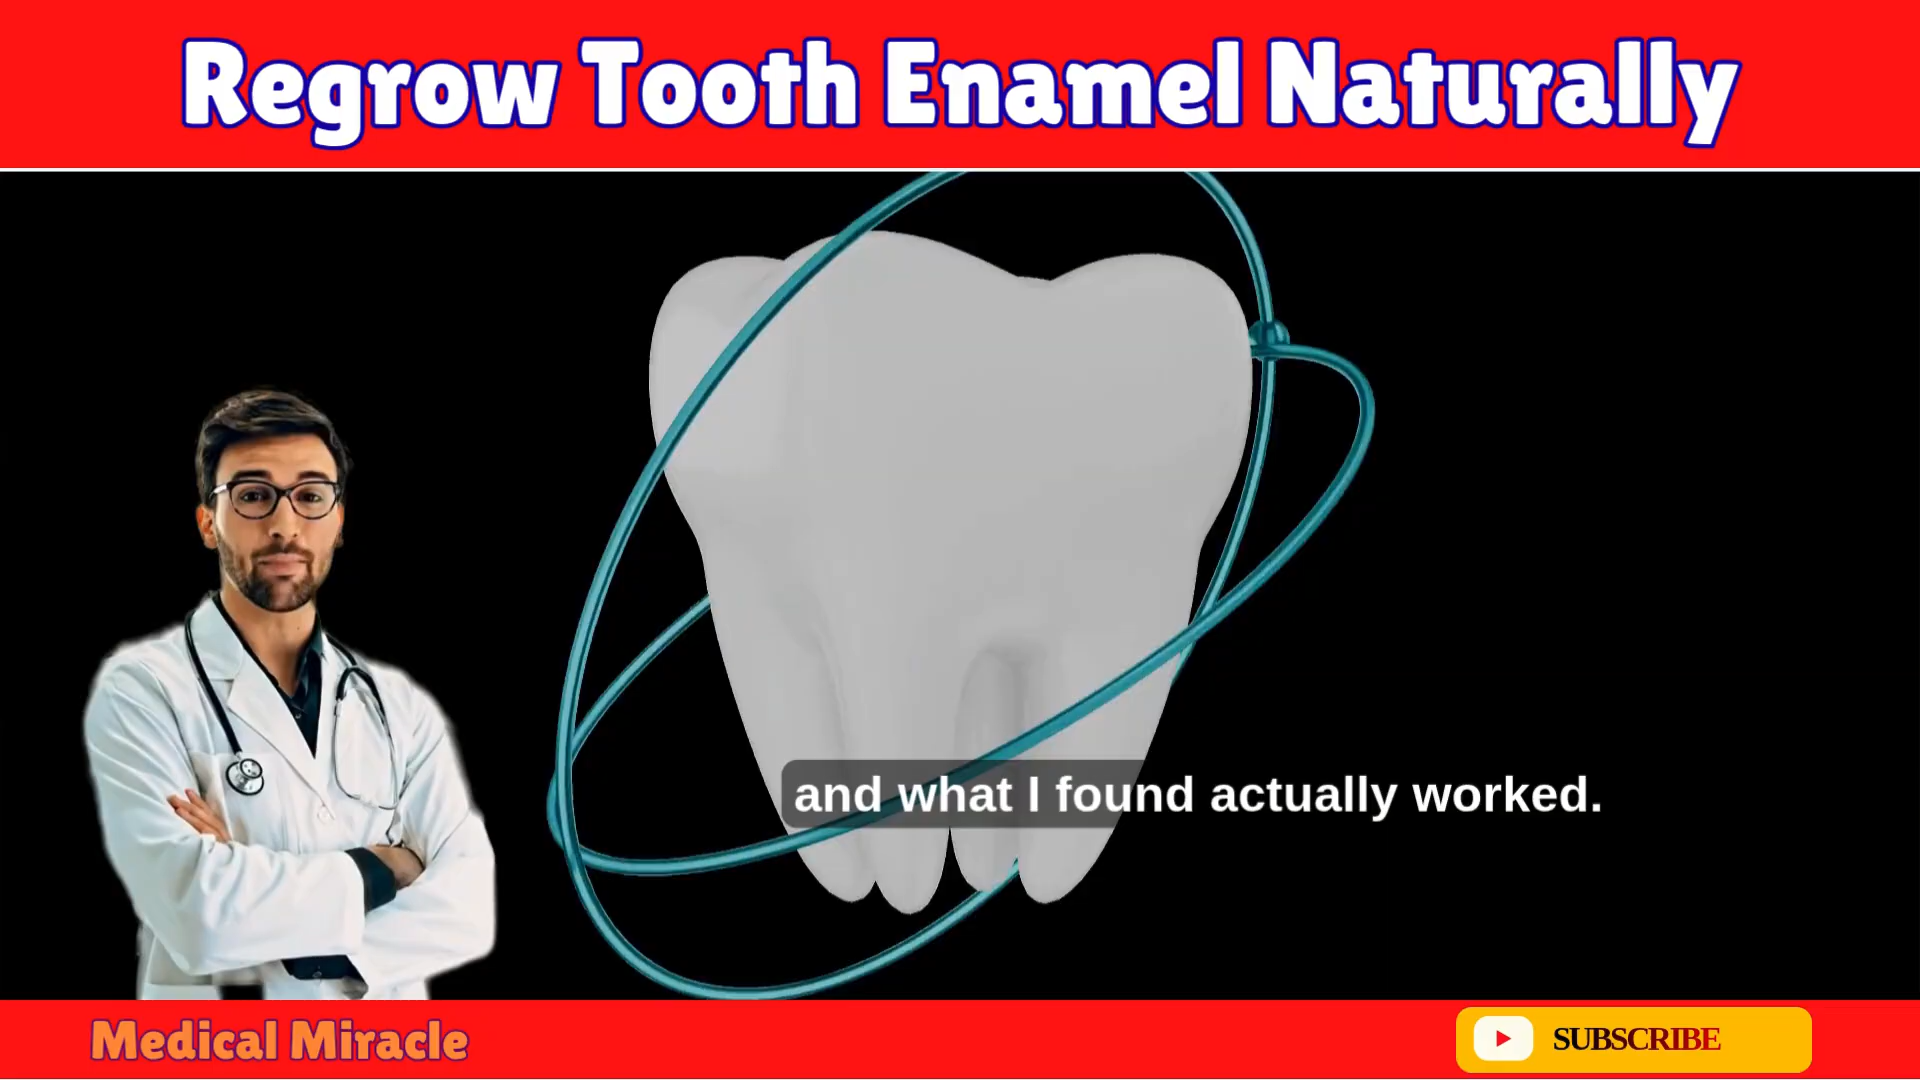 Regrow Tooth Enamel Naturally
and what I found actually worked.
Medical Miracle
SUBSCRIBE